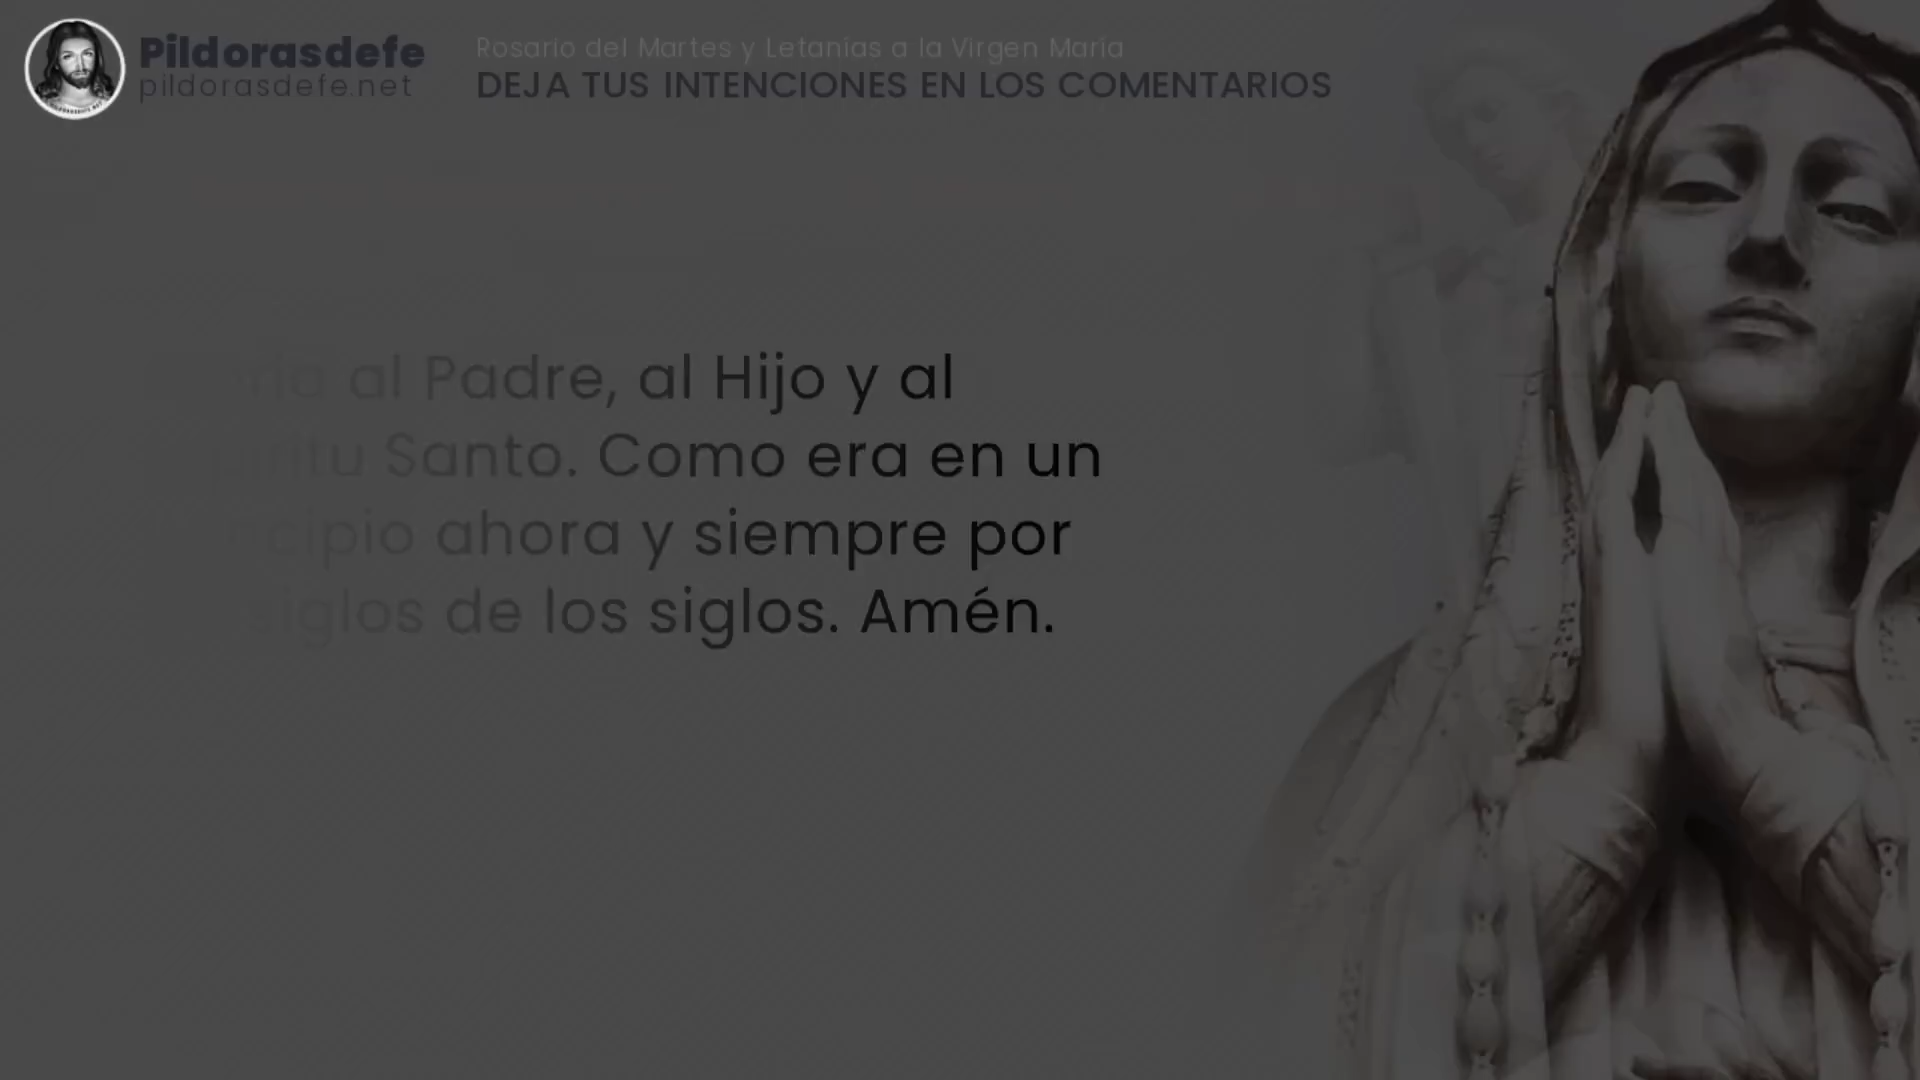 Pildorasdefe
pildorasdefe.net
Rosario del Martes y Letanías a la Virgen María
DEJA TUS INTENCIONES EN LOS COMENTARIOS
al Padre, al Hijo y al
Santo. Como era en un
ahora y siempre por
siglos de los siglos. Amén.